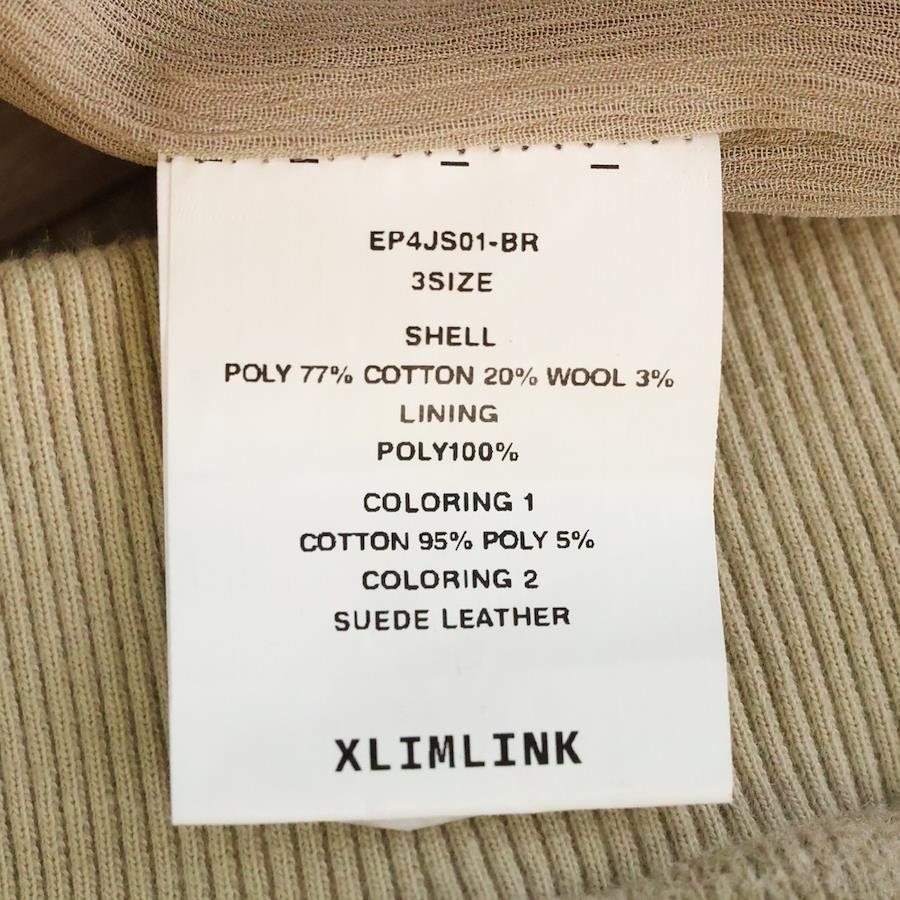 EP4JS01-BR
3SIZE
SHELL
POLY 77% COTTON 20% WOOL 3%
LINING
POLY100%
COLORING 1
COTTON 95% POLY 5%
COLORING 2
SUEDE LEATHER
XLIMLINK